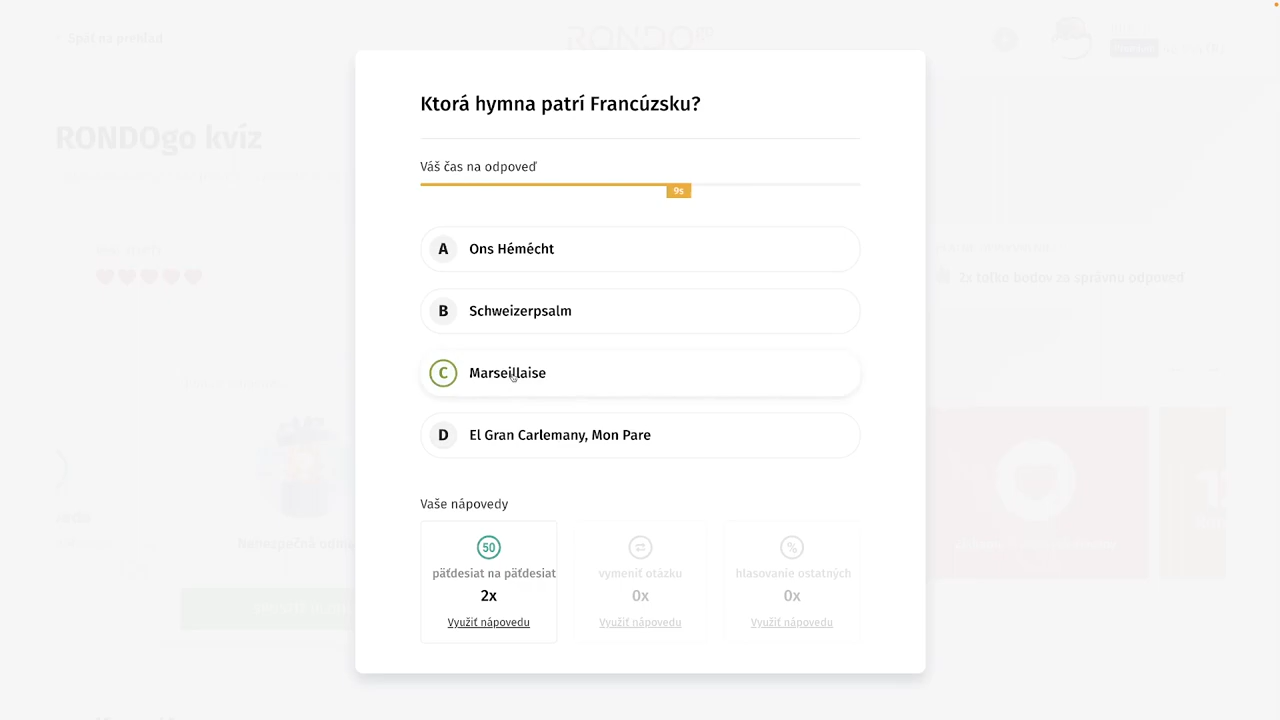 Späť na prehľad
RONDO
RONDOgo kvíz
Ktorá hymna patrí Francúzsku?
Váš čas na odpoveď
9s
A Ons Hémécht
B Schweizerpsalm
C Marseillaise
D El Gran Carlemany, Mon Pare
2x toľko bodov za správnu odpoveď
Vaše nápovedy
50
päťdesiat na päťdesiat
2x
Využiť nápovedu
vymeniť otázku
0x
Využiť nápovedu
%
hlasovanie ostatných
0x
Využiť nápovedu